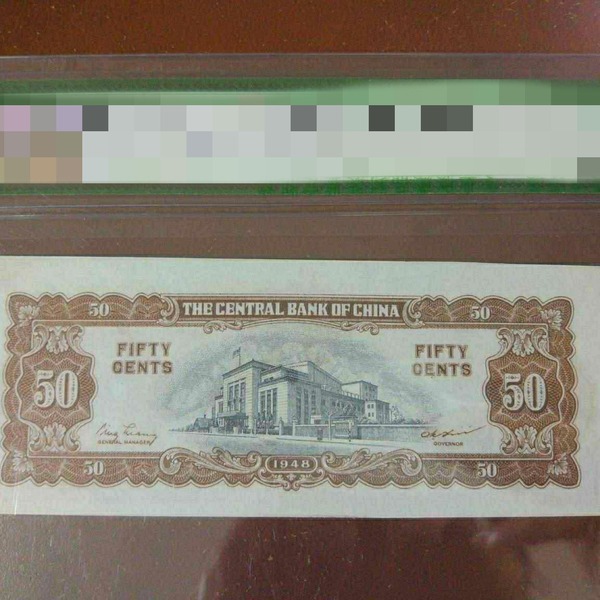 50 THE CENTRAL BANK OF CHINA 50
FIFTY CENTS
FIFTY CENTS
50
50
GENERAL MANAGER
GOVERNOR
50 1948 50